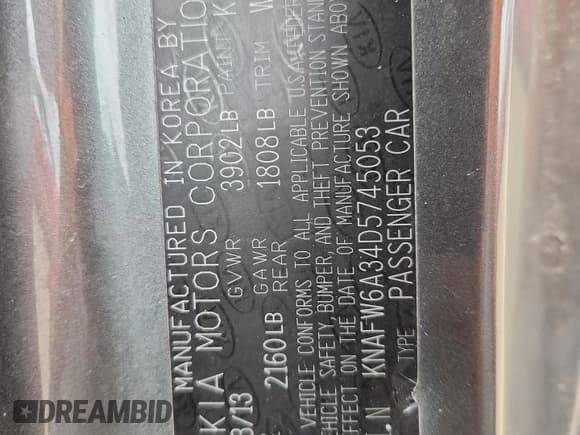 MANUFACTURED IN KOREA BY
KIA MOTORS CORPORATIO
3/13 GVWR 3902LB PAINT K
GAWR
2160LB REAR 1808LB TRIM W
VEHICLE CONFORMS TO ALL APPLICABLE U.S.A
VEHICLE SAFETY, BUMPER, AND THEFT PREVENTION STAN
EFFECT ON THE DATE OF MANUFACTURE SHOWN ABOV
I.N KNAFW6A34D5745053
TYPE PASSENGER CAR
DREAMBID